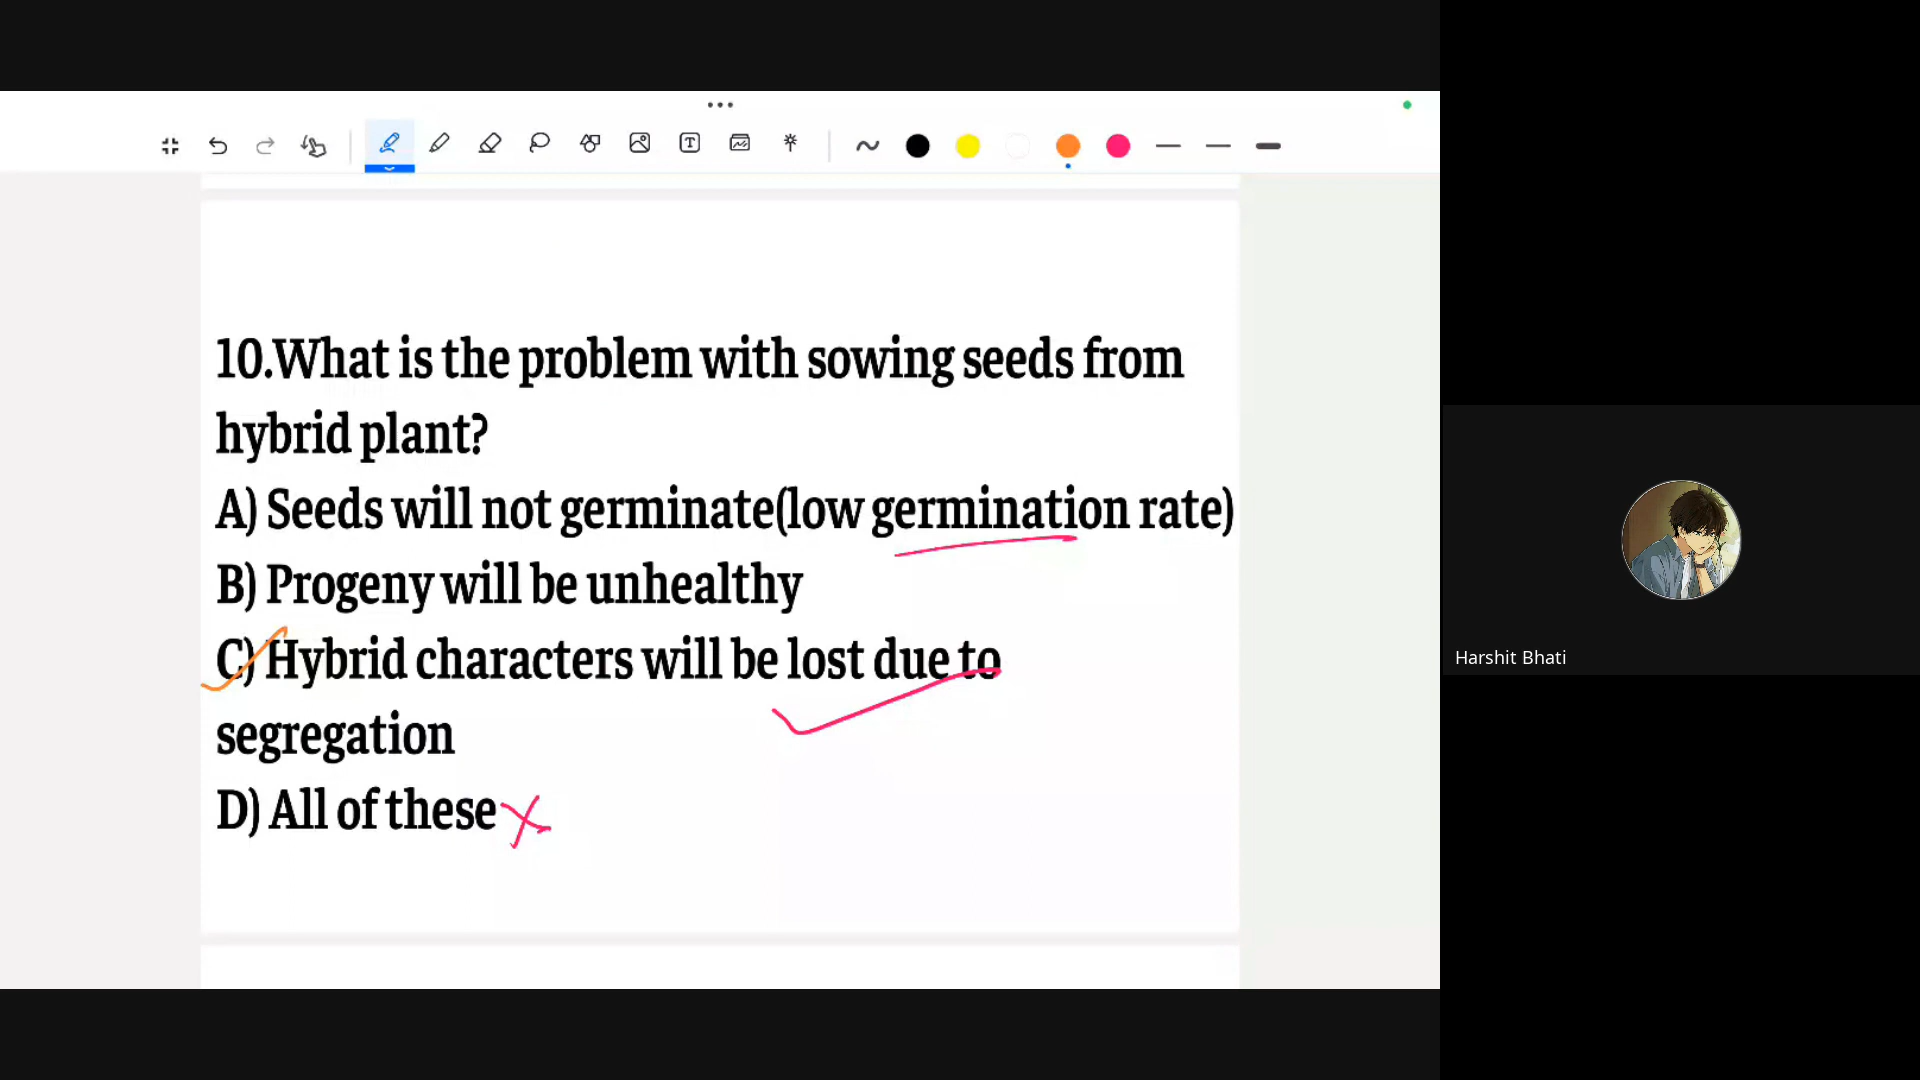 10.What is the problem with sowing seeds from
hybrid plant?
A) Seeds will not germinate(low germination rate)
B) Progeny will be unhealthy
C) Hybrid characters will be lost due to
segregation
D) All of these
Harshit Bhati